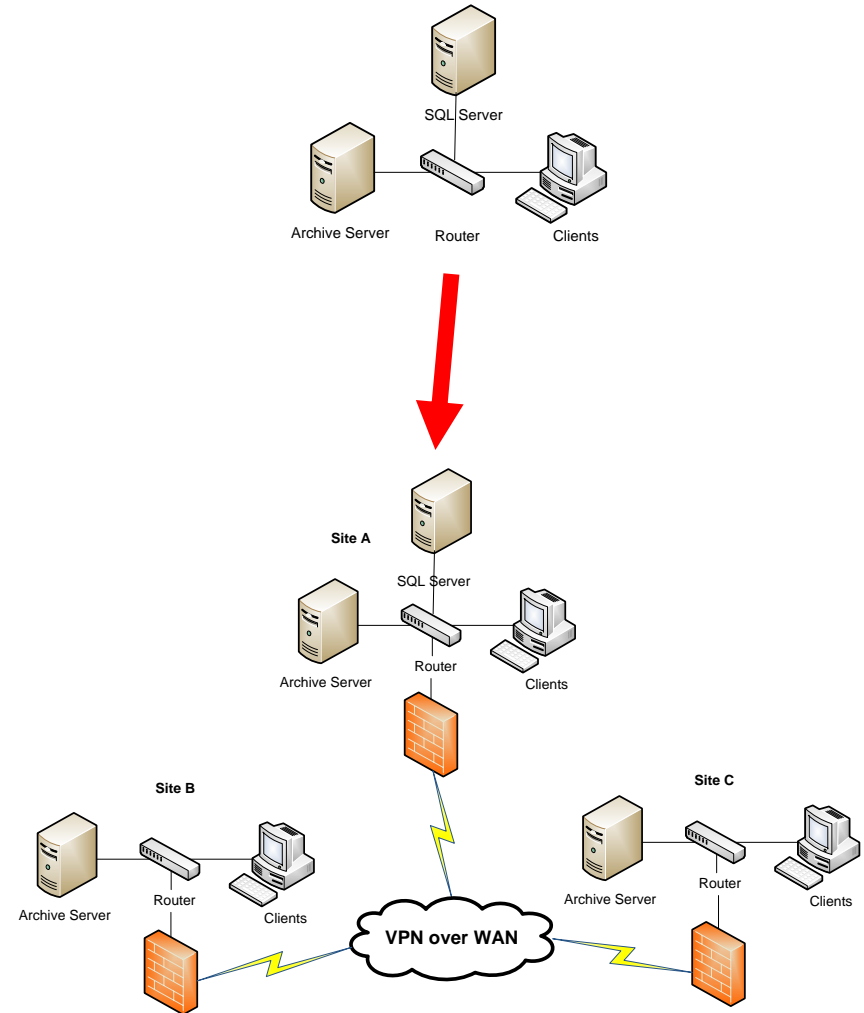 SQL Server
Archive Server
Router
Clients
Site A
SQL Server
Router
Archive Server
Clients
Site B
Site C
Router
Archive Server
Clients
Router
Archive Server
Clients
VPN over WAN